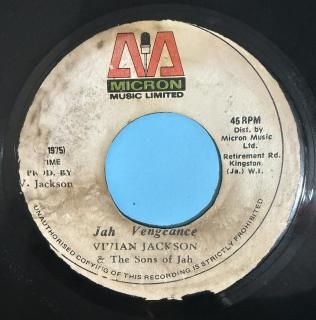 MICRON
MUSIC LIMITED
1975)
TIME
PROD. BY
V. Jackson
45 RPM
Dist. by
Micron Music
Ltd.
Retirement Rd.
Kingston
(Ja.) W.I.
Jah Vengeance
VIVIAN JACKSON
& The Sons of Jah
UNAUTHORISED COPYING OF THIS RECORDING IS STRICTLY PROHIBITED